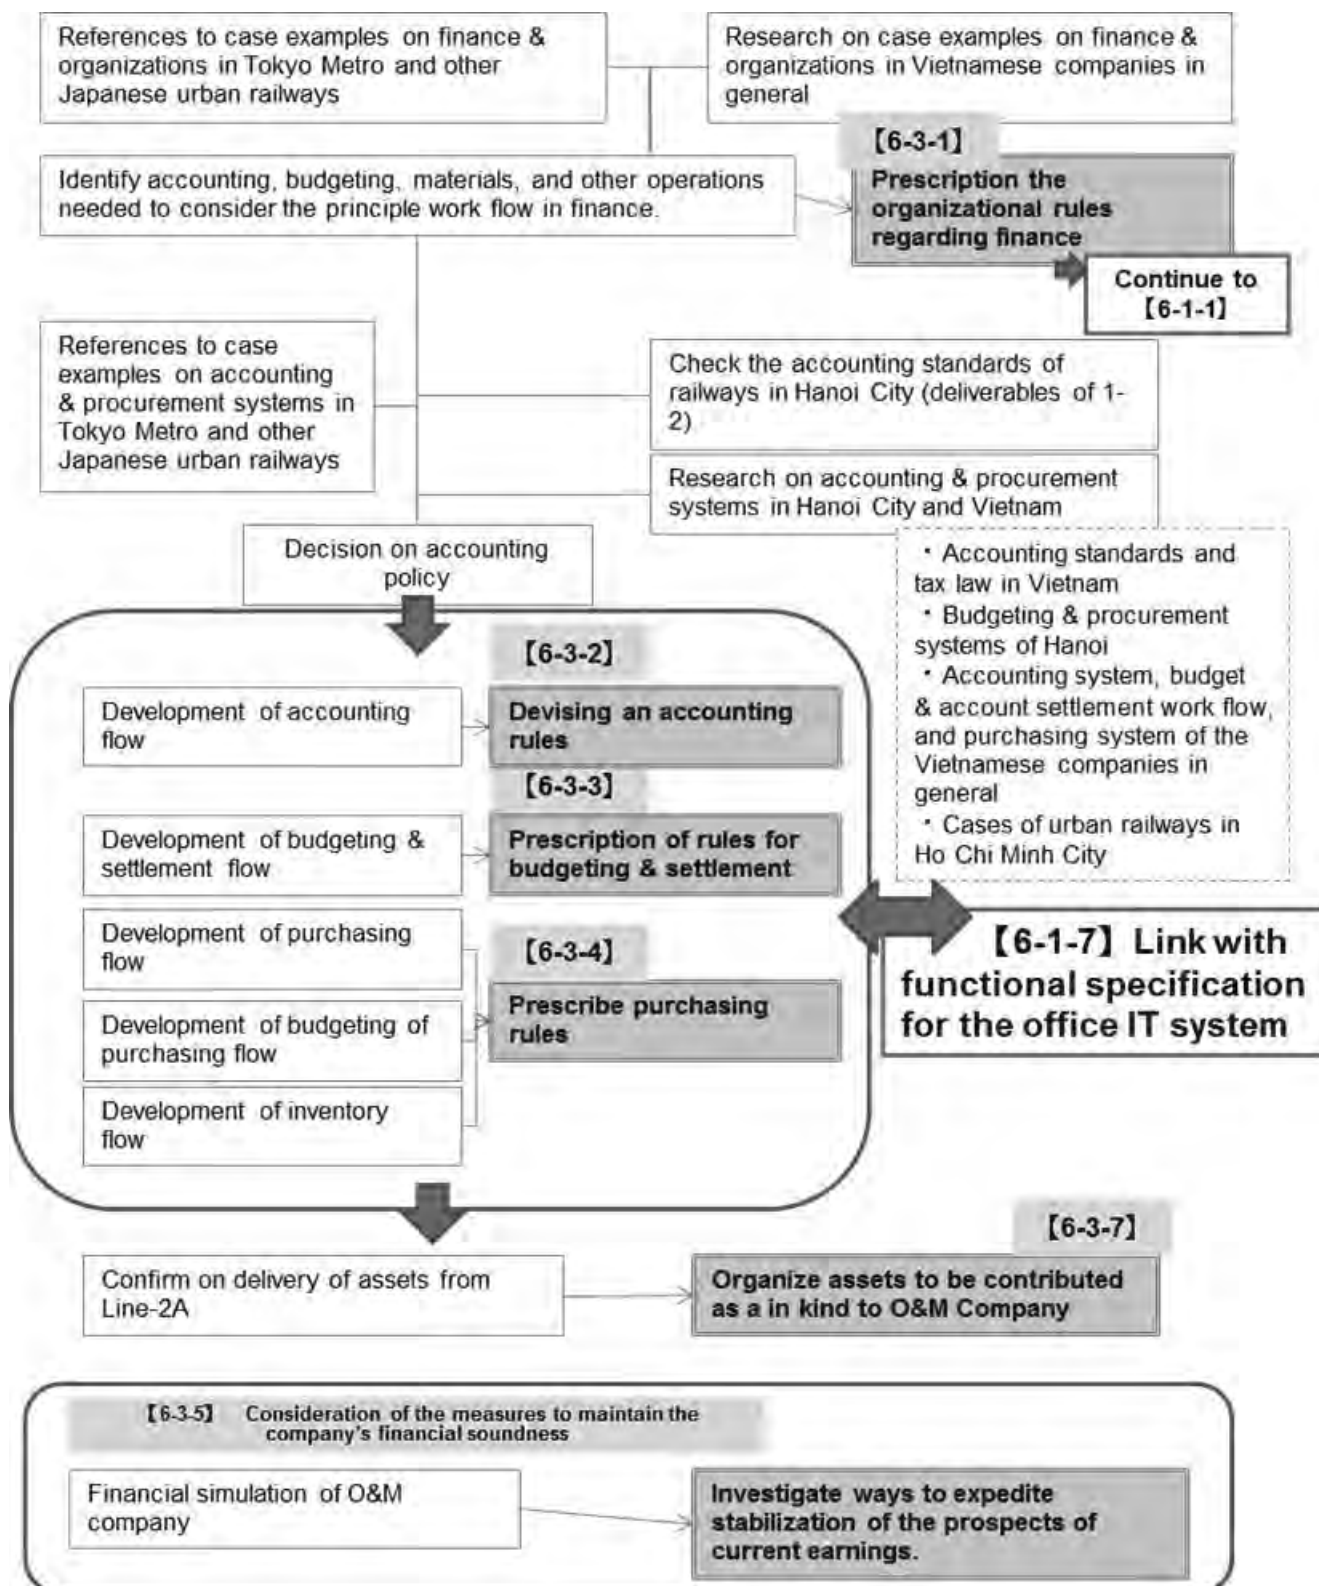 References to case examples on finance &
organizations in Tokyo Metro and other
Japanese urban railways
Research on case examples on finance &
organizations in Vietnamese companies in
general
【6-3-1】
Identify accounting, budgeting, materials, and other operations
needed to consider the principle work flow in finance.
Prescription the
organizational rules
regarding finance
Continue to
【6-1-1】
References to case
examples on accounting
& procurement systems in
Tokyo Metro and other
Japanese urban railways
Check the accounting standards of
railways in Hanoi City (deliverables of 1-
2)
Research on accounting & procurement
systems in Hanoi City and Vietnam
Decision on accounting
policy
・Accounting standards and
tax law in Vietnam
・Budgeting & procurement
systems of Hanoi
・Accounting system, budget
& account settlement work flow,
and purchasing system of the
Vietnamese companies in
general
・Cases of urban railways in
Ho Chi Minh City
【6-3-2】
Development of accounting
flow
Devising an accounting
rules
【6-3-3】
Development of budgeting &
settlement flow
Prescription of rules for
budgeting & settlement
Development of purchasing
flow
【6-3-4】
Development of budgeting of
purchasing flow
Prescribe purchasing
rules
Development of inventory
flow
【6-1-7】Link with
functional specification
for the office IT system
【6-3-7】
Confirm on delivery of assets from
Line-2A
Organize assets to be contributed
as a in kind to O&M Company
【6-3-5】 Consideration of the measures to maintain the
company's financial soundness
Financial simulation of O&M
company
Investigate ways to expedite
stabilization of the prospects of
current earnings.